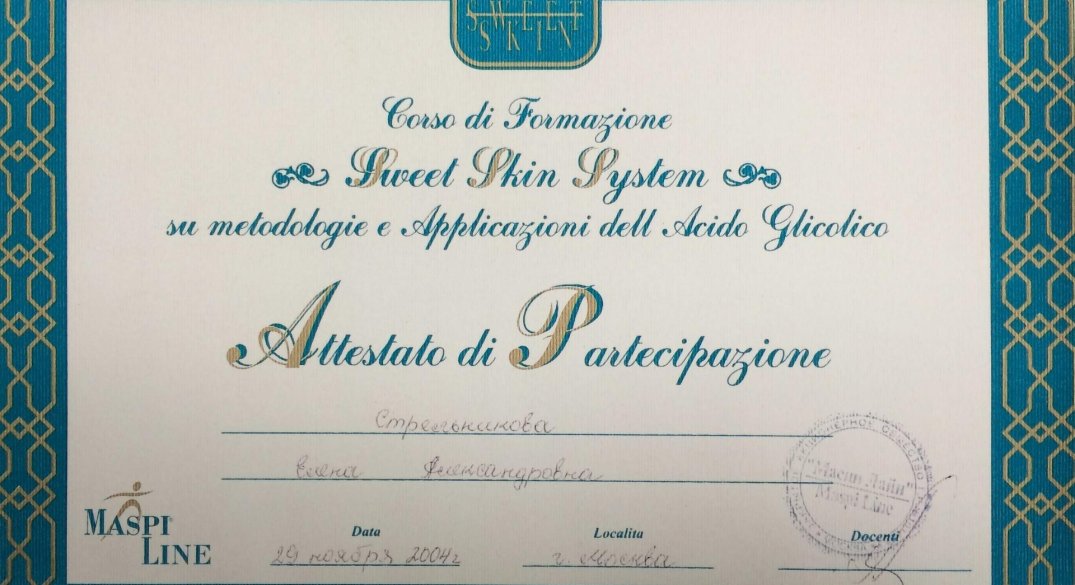 SWEET
SKIN
Corso di Formazione
Sweet Skin System
su metodologie e Applicazioni dell Acido Glicolico
Attestato di Partecipazione
Стрельникова
Елена Александровна
MASPI LINE
Data
29 ноября 2004г
Localita
г. Москва
Docenti
"Маспи Лайн"
Maspi Line